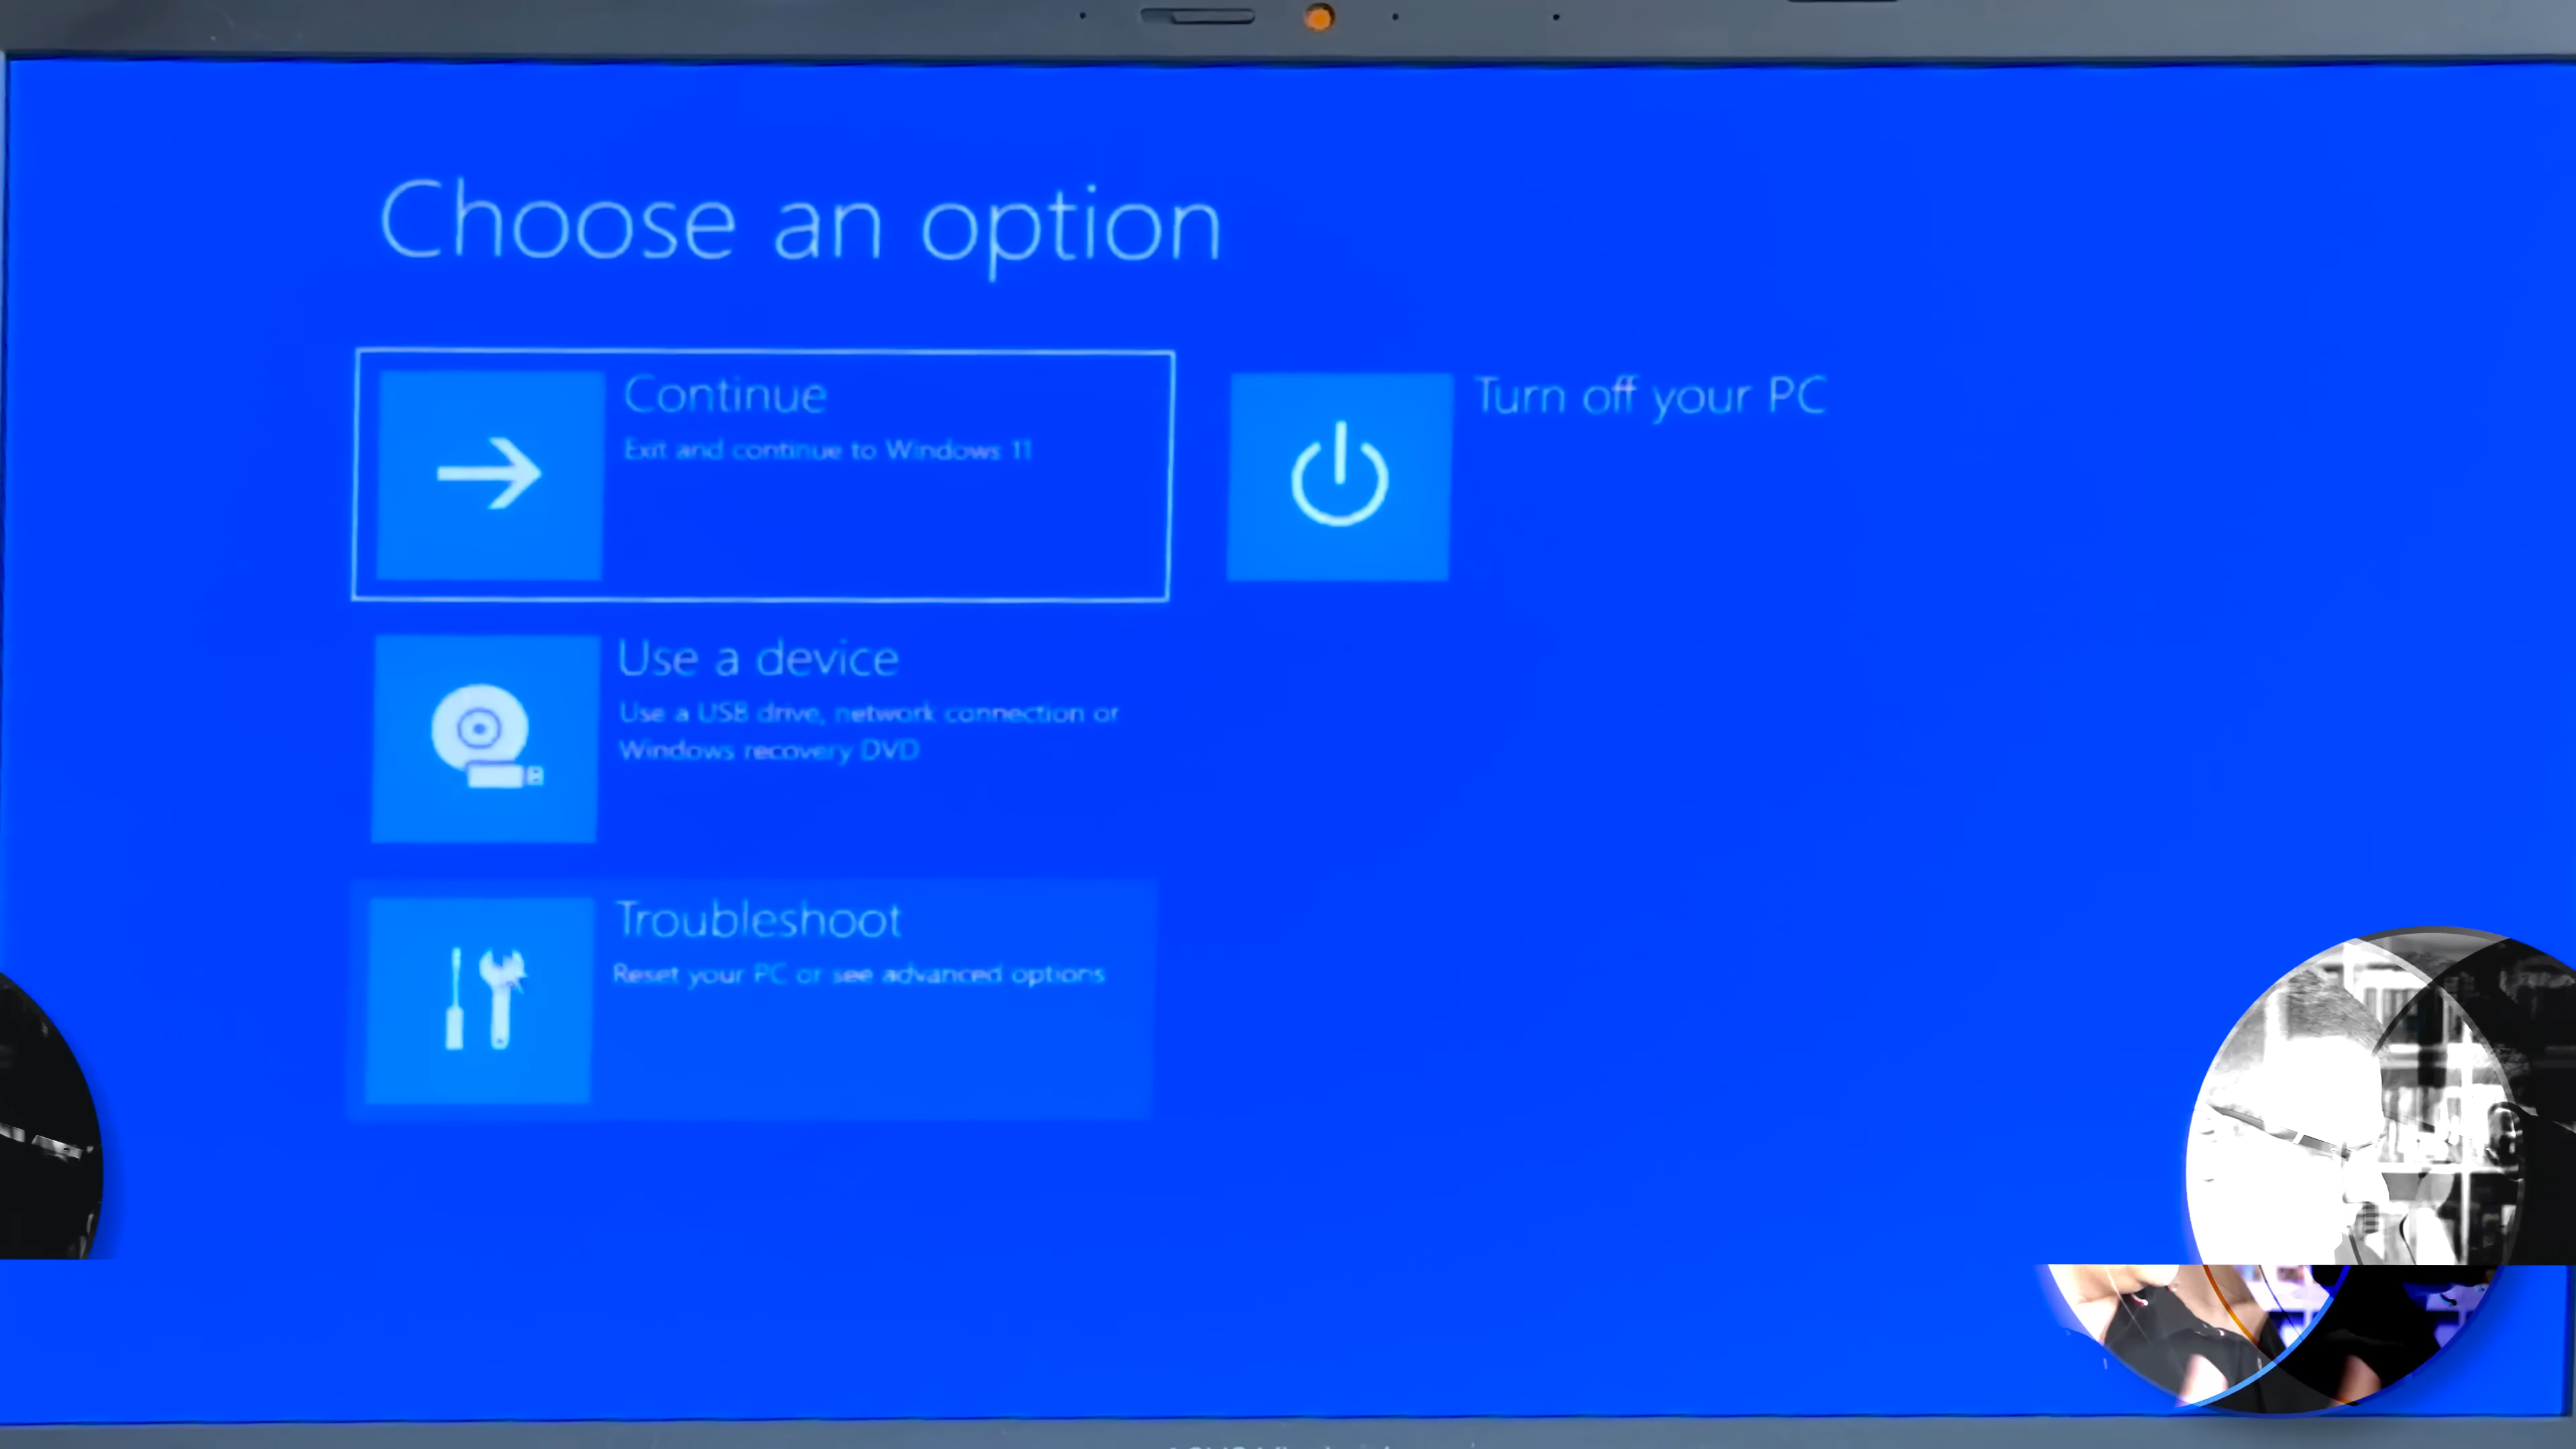 Choose an option
Continue
Exit and continue to Windows 11
Turn off your PC
Use a device
Use a USB drive, network connection or
Windows recovery DVD
Troubleshoot
Reset your PC or see advanced options